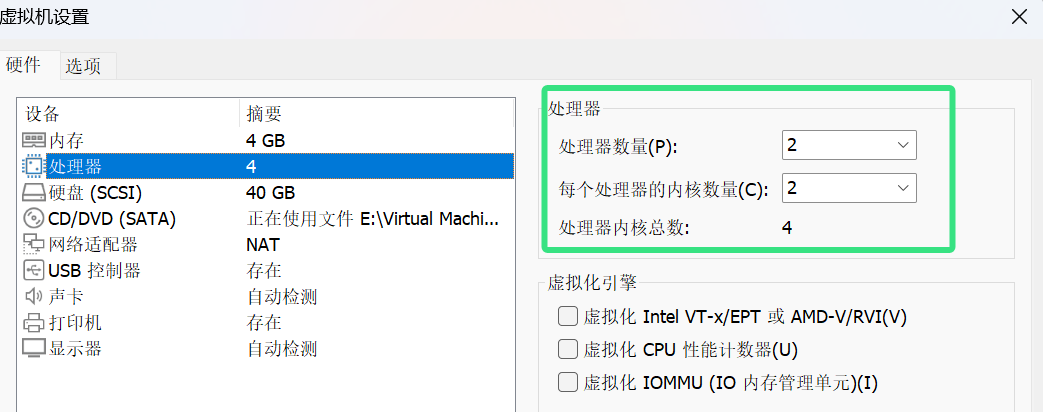 虚拟机设置
硬件 选项
设备 摘要
内存 4 GB
处理器 4
硬盘 (SCSI) 40 GB
CD/DVD (SATA) 正在使用文件 E:\Virtual Machi...
网络适配器 NAT
USB 控制器 存在
声卡 自动检测
打印机 存在
显示器 自动检测
处理器
处理器数量(P): 2
每个处理器的内核数量(C): 2
处理器内核总数: 4
虚拟化引擎
虚拟化 Intel VT-x/EPT 或 AMD-V/RVI(V)
虚拟化 CPU 性能计数器(U)
虚拟化 IOMMU (IO 内存管理单元)(I)